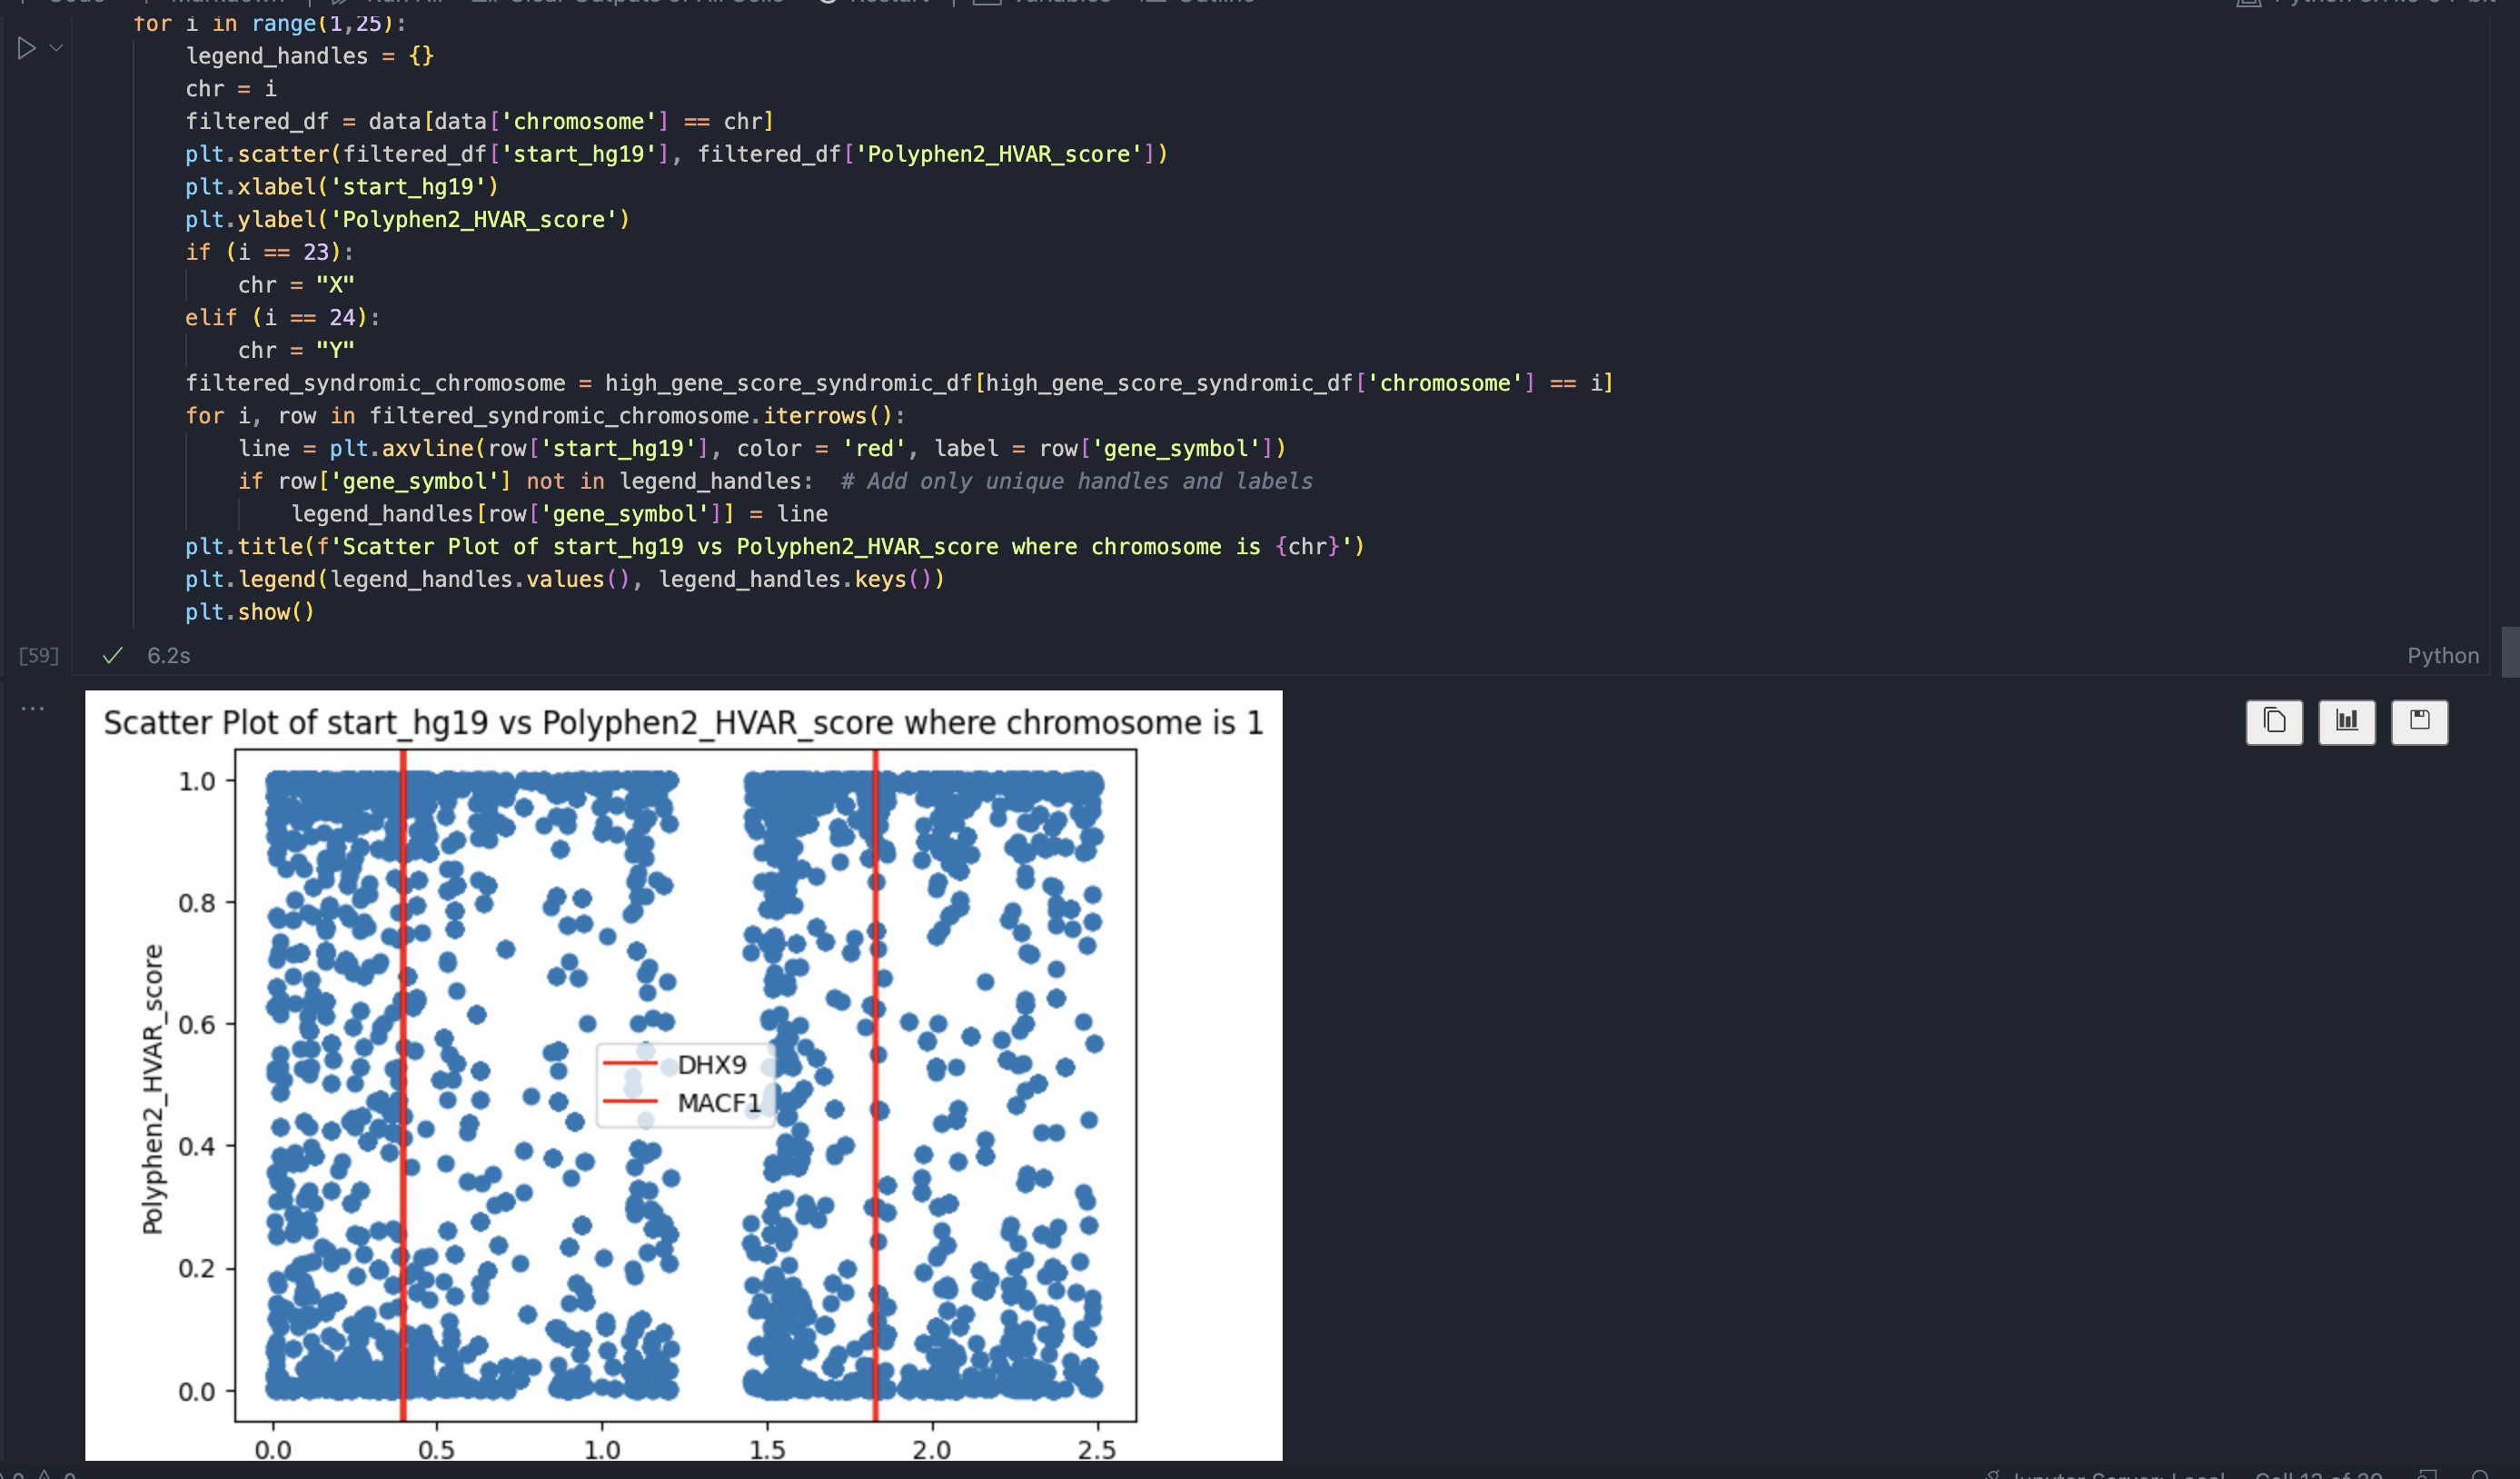 for i in range(1,25):
legend_handles = {}
chr = i
filtered_df = data[data['chromosome'] == chr]
plt.scatter(filtered_df['start_hg19'], filtered_df['Polyphen2_HVAR_score'])
plt.xlabel('start_hg19')
plt.ylabel('Polyphen2_HVAR_score')
if (i == 23):
chr = "X"
elif (i == 24):
chr = "Y"
filtered_syndromic_chromosome = high_gene_score_syndromic_df[high_gene_score_syndromic_df['chromosome'] == i]
for i, row in filtered_syndromic_chromosome.iterrows():
line = plt.axvline(row['start_hg19'], color = 'red', label = row['gene_symbol'])
if row['gene_symbol'] not in legend_handles:  # Add only unique handles and labels
legend_handles[row['gene_symbol']] = line
plt.title(f'Scatter Plot of start_hg19 vs Polyphen2_HVAR_score where chromosome is {chr}')
plt.legend(legend_handles.values(), legend_handles.keys())
plt.show()
[59] 6.2s Python
Scatter Plot of start_hg19 vs Polyphen2_HVAR_score where chromosome is 1
1.0
0.8
0.6
0.4
0.2
0.0
Polyphen2_HVAR_score
DHX9
MACF1
0.0 0.5 1.0 1.5 2.0 2.5